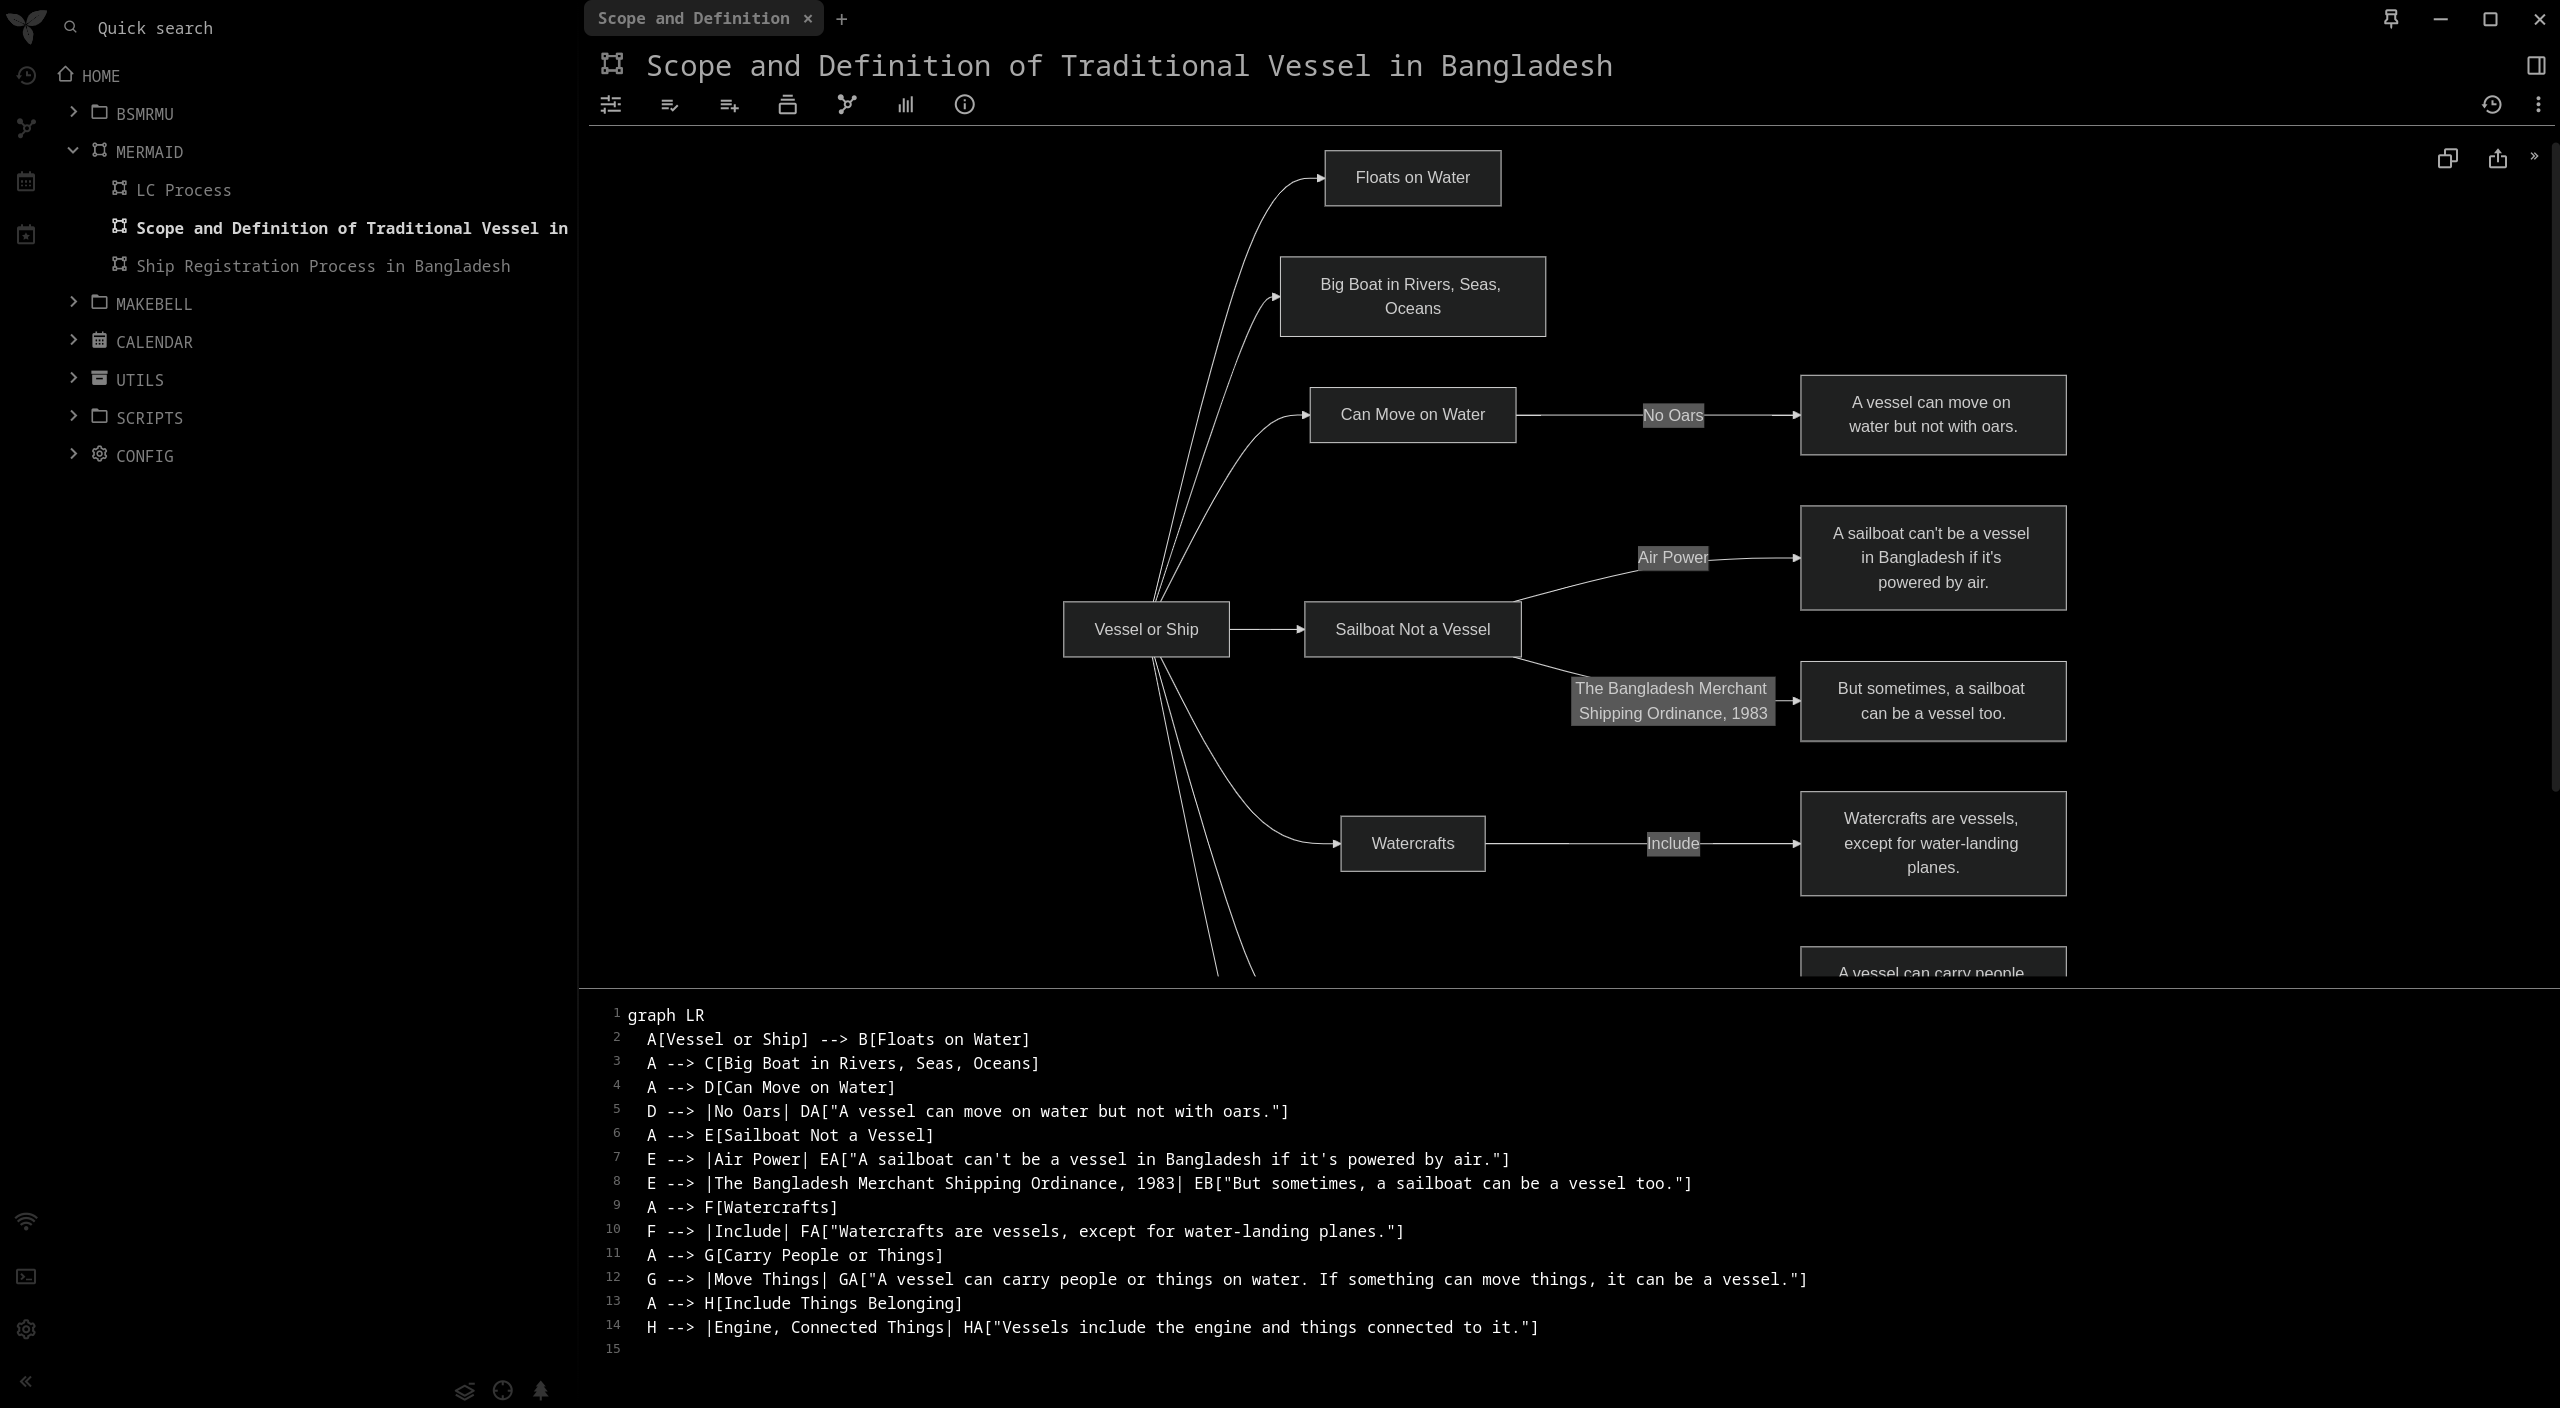 Quick search
HOME
BSMRMU
MERMAID
LC Process
Scope and Definition of Traditional Vessel in
Ship Registration Process in Bangladesh
MAKEBELL
CALENDAR
UTILS
SCRIPTS
CONFIG
Scope and Definition × +
Scope and Definition of Traditional Vessel in Bangladesh
Floats on Water
Big Boat in Rivers, Seas,
Oceans
Can Move on Water
No Oars
A vessel can move on
water but not with oars.
Air Power
A sailboat can't be a vessel
in Bangladesh if it's
powered by air.
Vessel or Ship
Sailboat Not a Vessel
The Bangladesh Merchant
Shipping Ordinance, 1983
But sometimes, a sailboat
can be a vessel too.
Watercrafts
Include
Watercrafts are vessels,
except for water-landing
planes.
A vessel can carry people
1 graph LR
2 A[Vessel or Ship] --> B[Floats on Water]
3 A --> C[Big Boat in Rivers, Seas, Oceans]
4 A --> D[Can Move on Water]
5 D --> |No Oars| DA["A vessel can move on water but not with oars."]
6 A --> E[Sailboat Not a Vessel]
7 E --> |Air Power| EA["A sailboat can't be a vessel in Bangladesh if it's powered by air."]
8 E --> |The Bangladesh Merchant Shipping Ordinance, 1983| EB["But sometimes, a sailboat can be a vessel too."]
9 A --> F[Watercrafts]
10 F --> |Include| FA["Watercrafts are vessels, except for water-landing planes."]
11 A --> G[Carry People or Things]
12 G --> |Move Things| GA["A vessel can carry people or things on water. If something can move things, it can be a vessel."]
13 A --> H[Include Things Belonging]
14 H --> |Engine, Connected Things| HA["Vessels include the engine and things connected to it."]
15